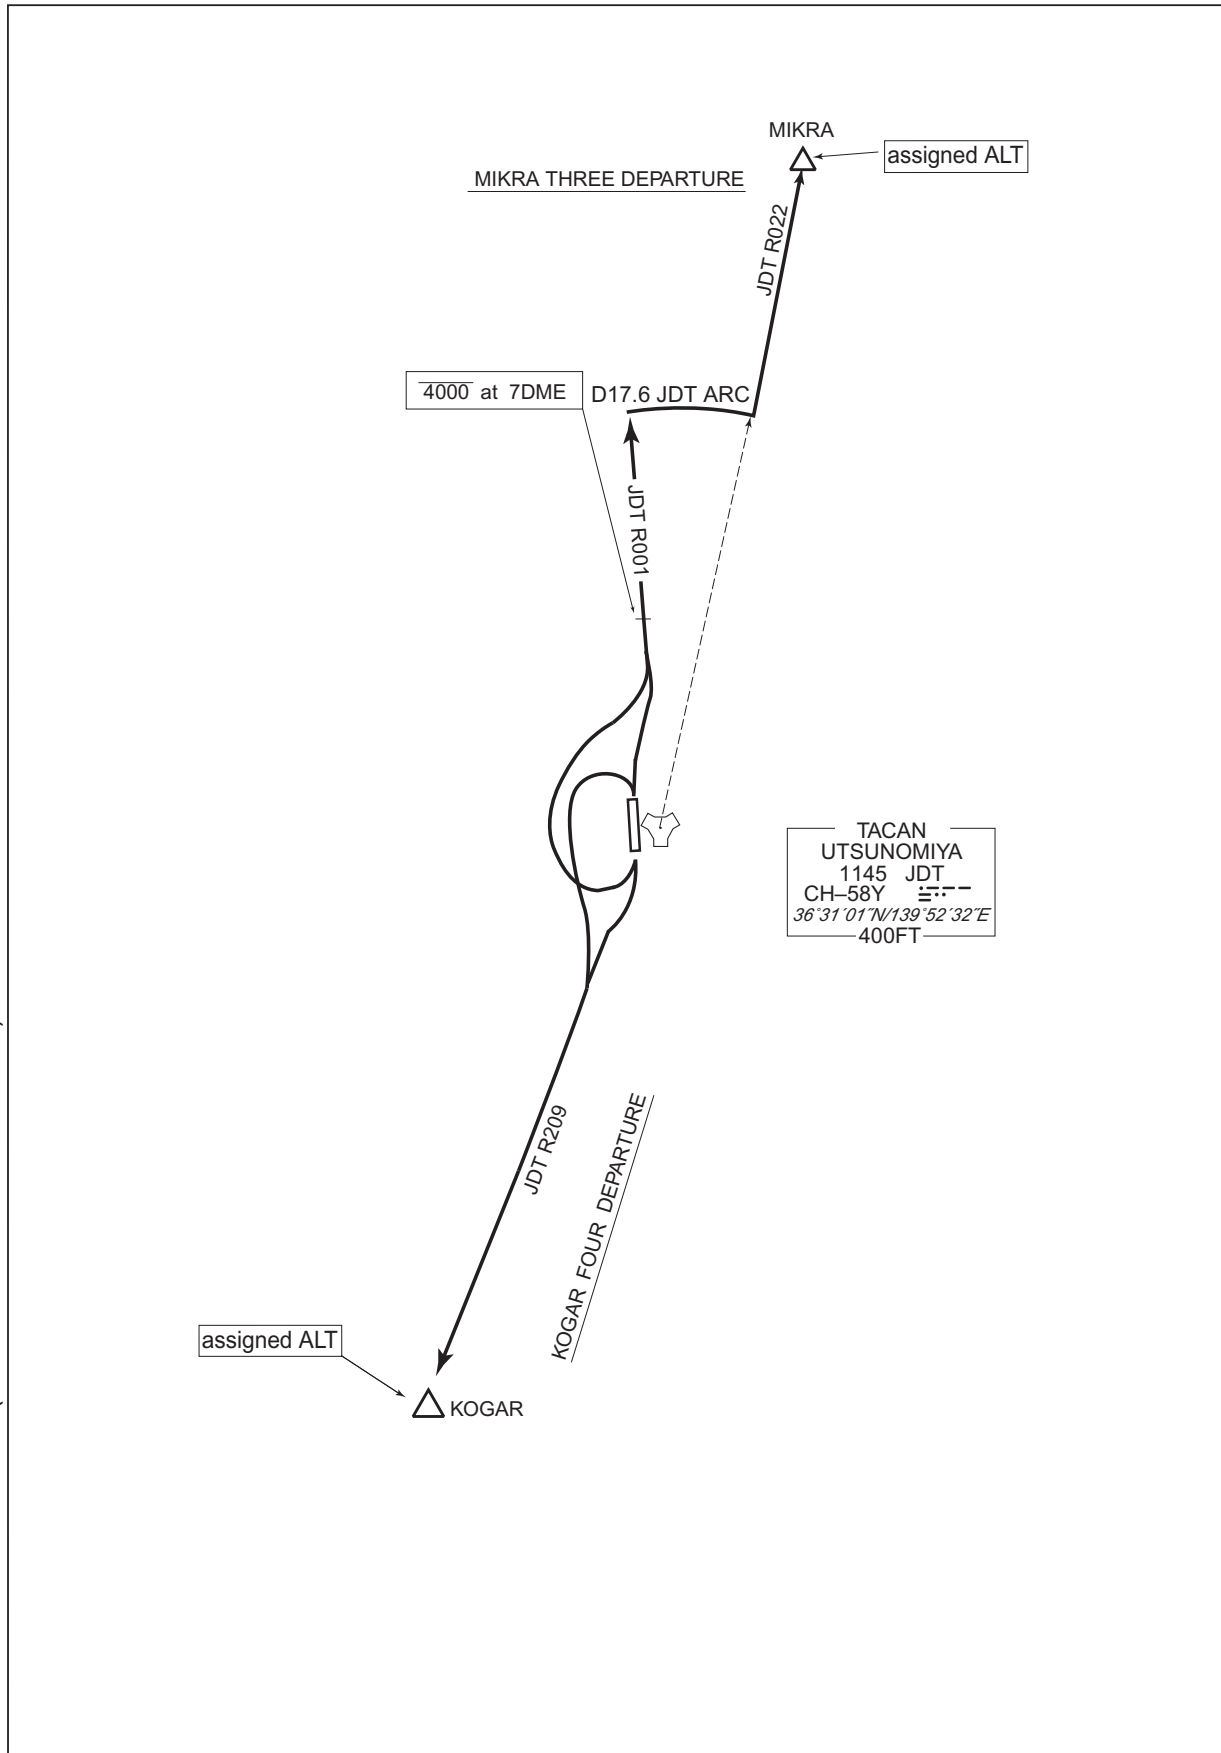 MIKRA
assigned ALT
MIKRA THREE DEPARTURE
JDT R022
4000 at 7DME
D17.6 JDT ARC
JDT R001
TACAN
UTSUNOMIYA
1145 JDT
CH–58Y
36°31´01˝N/139°52´32˝E
400FT
JDT R209
KOGAR FOUR DEPARTURE
assigned ALT
KOGAR